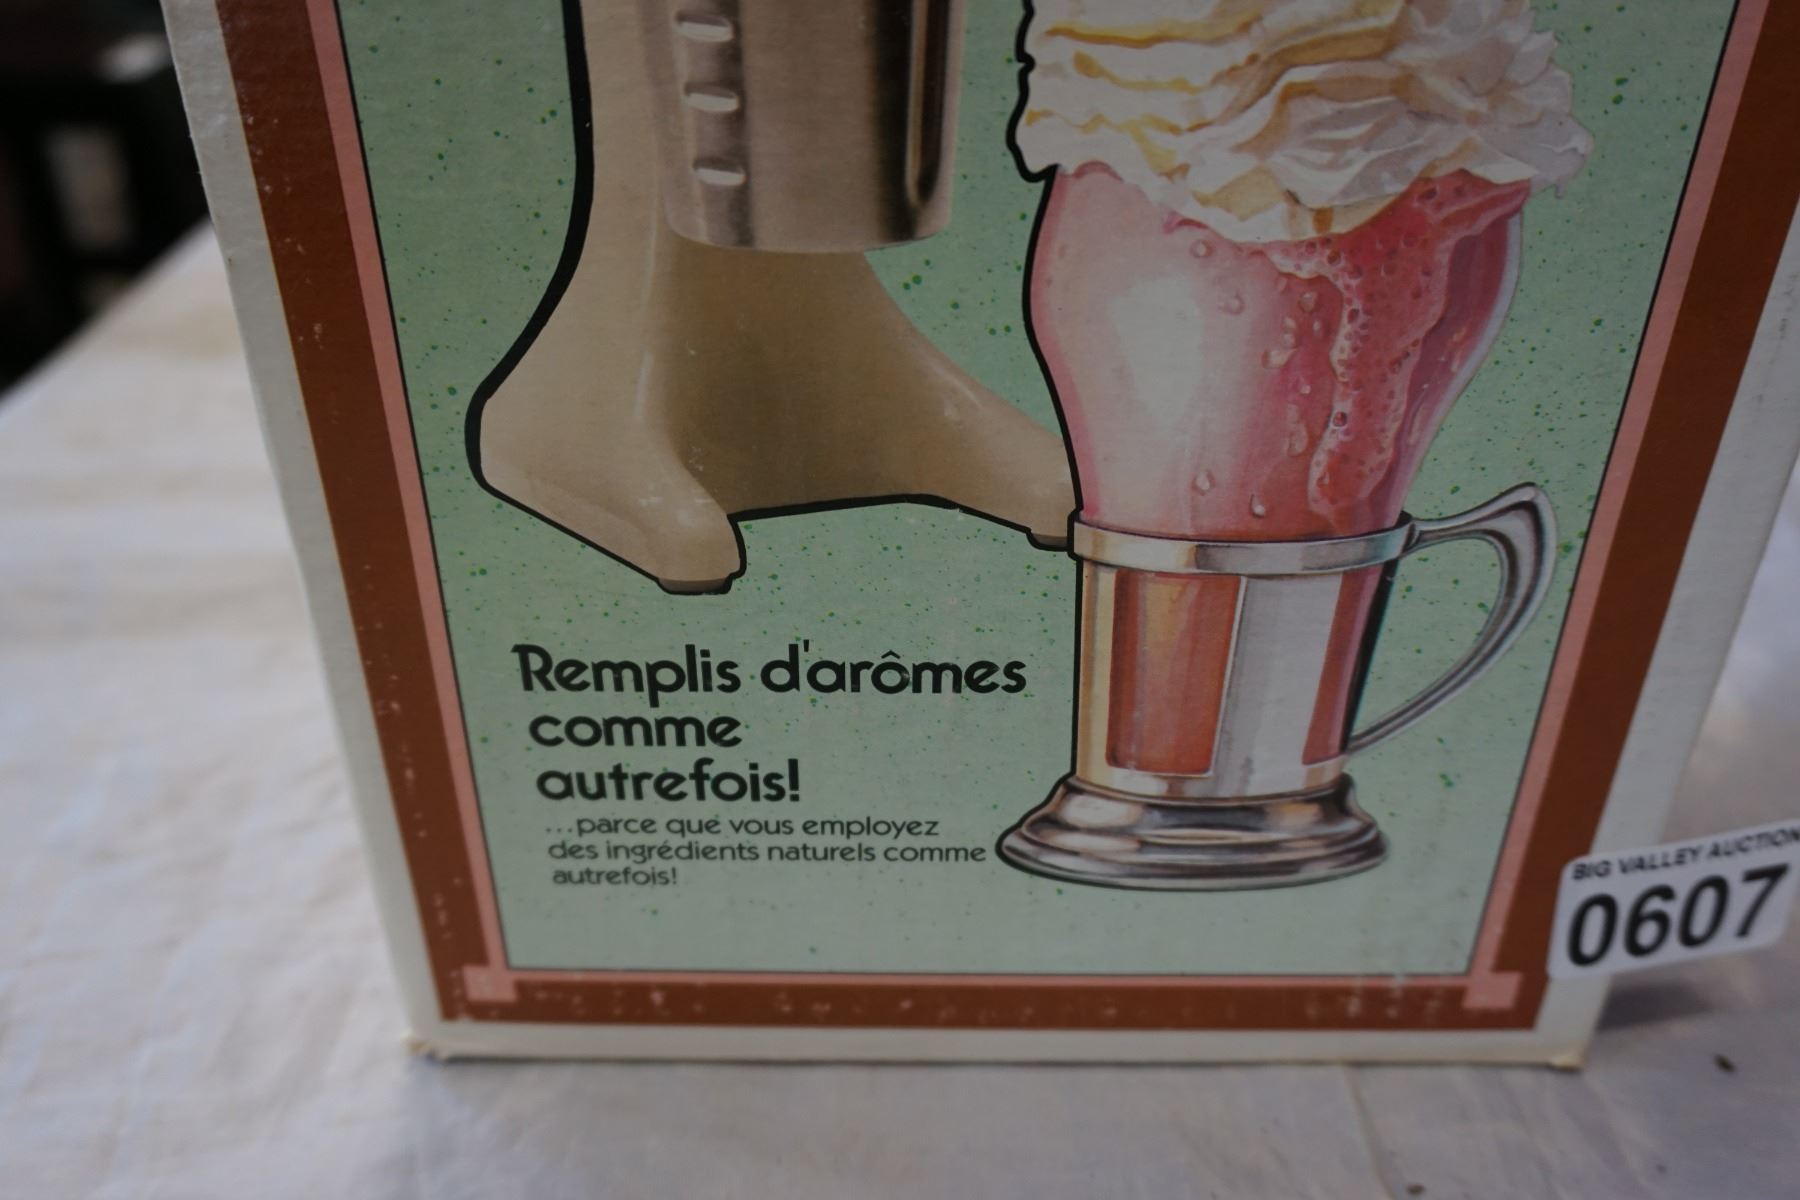 Remplis d'arômes
comme
autrefois!
...parce que vous employez
des ingrédients naturels comme
autrefois!
BIG VALLEY AUCTION
0607